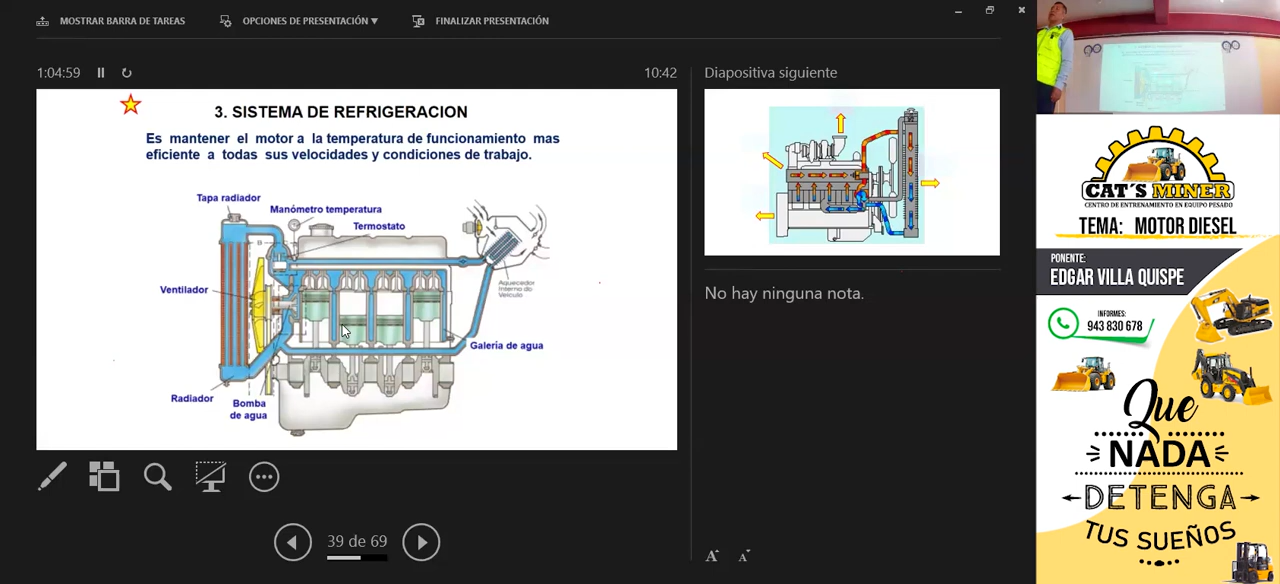 MOSTRAR BARRA DE TAREAS
OPCIONES DE PRESENTACIÓN
FINALIZAR PRESENTACIÓN
1:04:59
10:42
3. SISTEMA DE REFRIGERACION
Es mantener el motor a la temperatura de funcionamiento mas
eficiente a todas sus velocidades y condiciones de trabajo.
Tapa radiador
Manómetro temperatura
Termostato
Ventilador
Aquecedor
Interno do
Veículo
Galería de agua
Radiador
Bomba
de agua
39 de 69
Diapositiva siguiente
No hay ninguna nota.
A A
CAT´S MINER
CENTRO DE ENTRENAMIENTO EN EQUIPO PESADO
TEMA: MOTOR DIESEL
PONENTE:
EDGAR VILLA QUISPE
INFORMES:
943 830 678
Que
NADA
DETENGA
TUS SUEÑOS